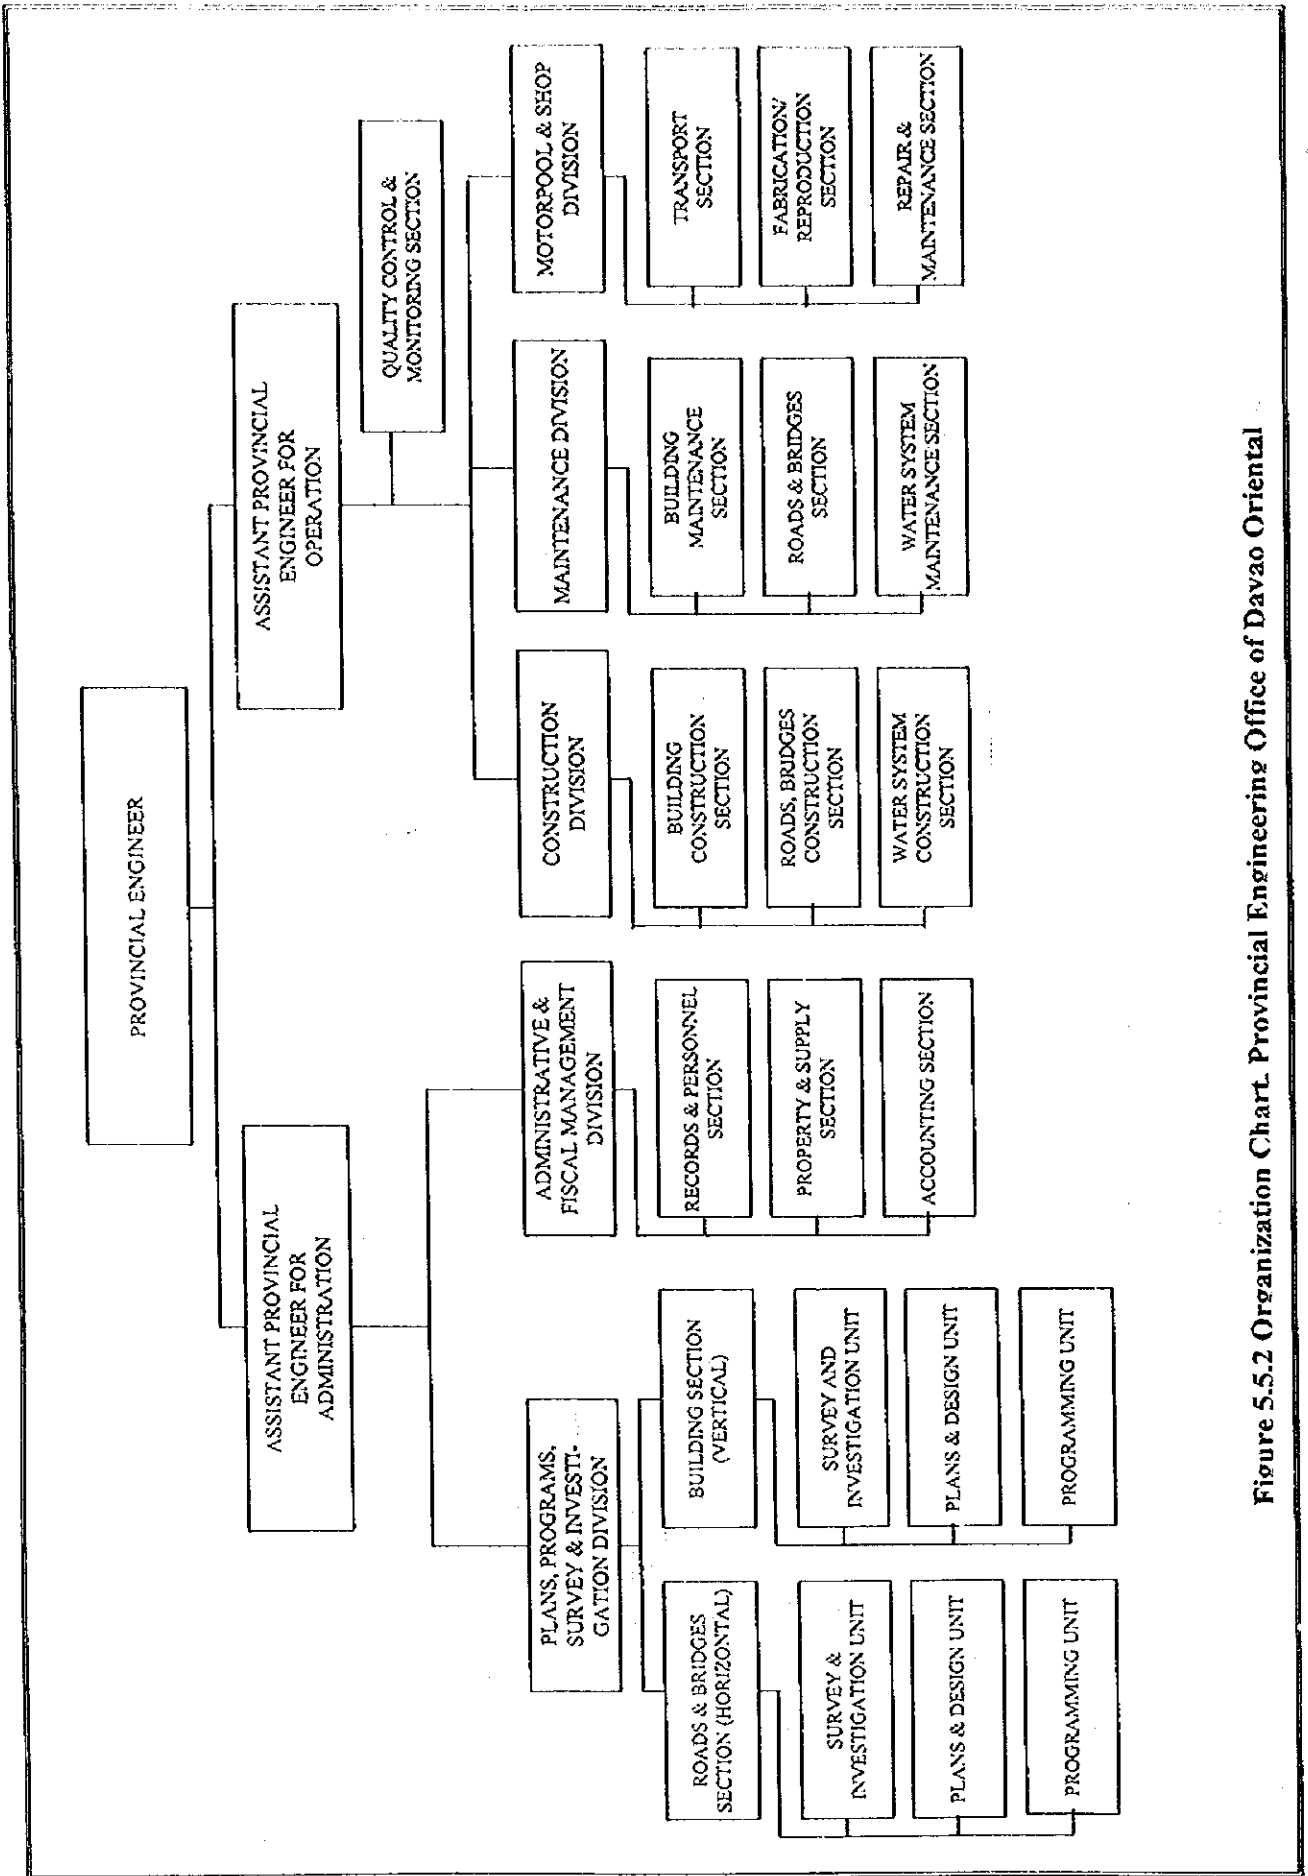 PROVINCIAL ENGINEER
ASSISTANT PROVINCIAL
ENGINEER FOR
ADMINISTRATION
ASSISTANT PROVINCIAL
ENGINEER FOR
OPERATION
QUALITY CONTROL &
MONITORING SECTION
PLANS, PROGRAMS,
SURVEY & INVESTI-
GATION DIVISION
ADMINISTRATIVE &
FISCAL MANAGEMENT
DIVISION
CONSTRUCTION
DIVISION
MAINTENANCE DIVISION
MOTORPOOL & SHOP
DIVISION
ROADS & BRIDGES
SECTION (HORIZONTAL)
SURVEY &
INVESTIGATION UNIT
PLANS & DESIGN UNIT
PROGRAMMING UNIT
BUILDING SECTION
(VERTICAL)
SURVEY AND
INVESTIGATION UNIT
PLANS & DESIGN UNIT
PROGRAMMING UNIT
RECORDS & PERSONNEL
SECTION
PROPERTY & SUPPLY
SECTION
ACCOUNTING SECTION
BUILDING
CONSTRUCTION
SECTION
ROADS, BRIDGES
CONSTRUCTION
SECTION
WATER SYSTEM
CONSTRUCTION
SECTION
BUILDING
MAINTENANCE
SECTION
ROADS & BRIDGES
SECTION
WATER SYSTEM
MAINTENANCE SECTION
TRANSPORT
SECTION
FABRICATION/
REPRODUCTION
SECTION
REPAIR &
MAINTENANCE SECTION
Figure 5.5.2 Organization Chart. Provincial Engineering Office of Davao Oriental